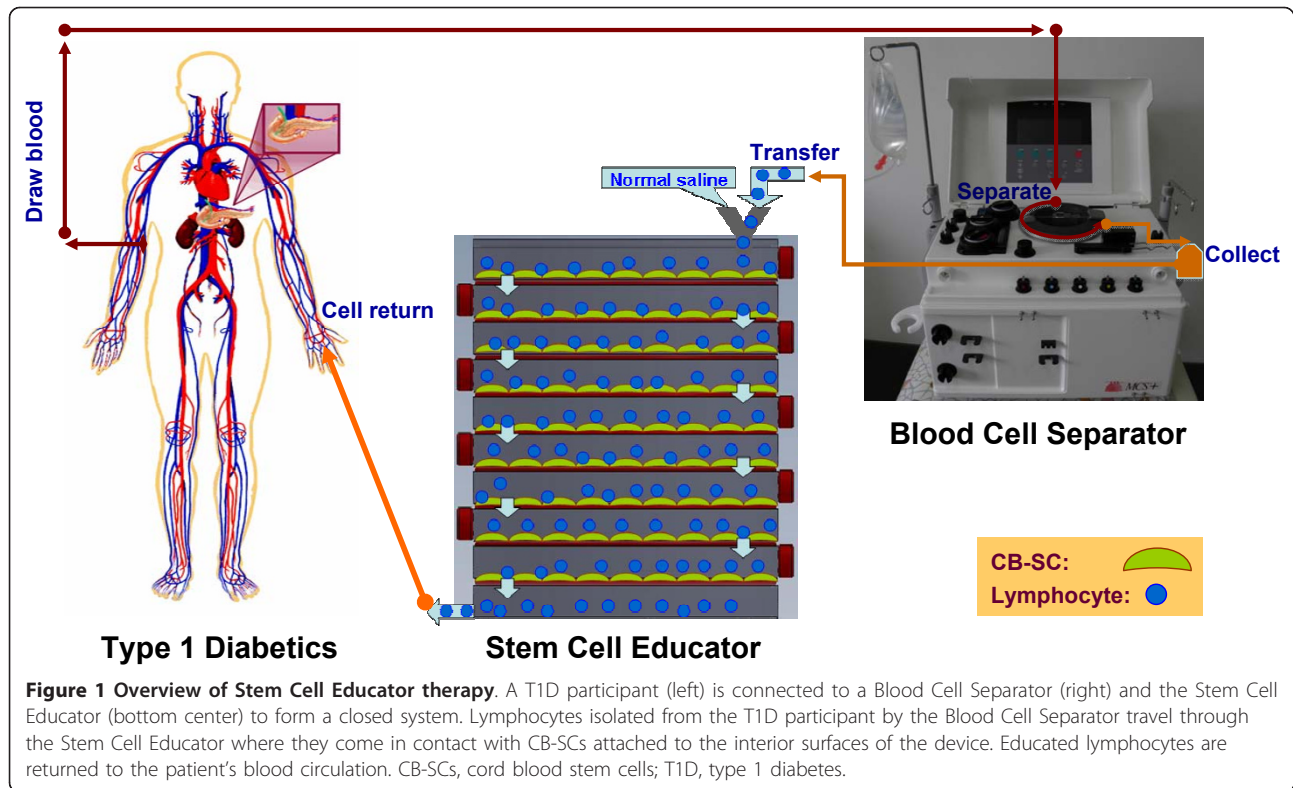 Draw blood
Normal saline
Transfer
Separate
Collect
Cell return
MCS+
Blood Cell Separator
CB-SC:
Lymphocyte:
Type 1 Diabetics
Stem Cell Educator
Figure 1 Overview of Stem Cell Educator therapy. A T1D participant (left) is connected to a Blood Cell Separator (right) and the Stem Cell
Educator (bottom center) to form a closed system. Lymphocytes isolated from the T1D participant by the Blood Cell Separator travel through
the Stem Cell Educator where they come in contact with CB-SCs attached to the interior surfaces of the device. Educated lymphocytes are
returned to the patient's blood circulation. CB-SCs, cord blood stem cells; T1D, type 1 diabetes.